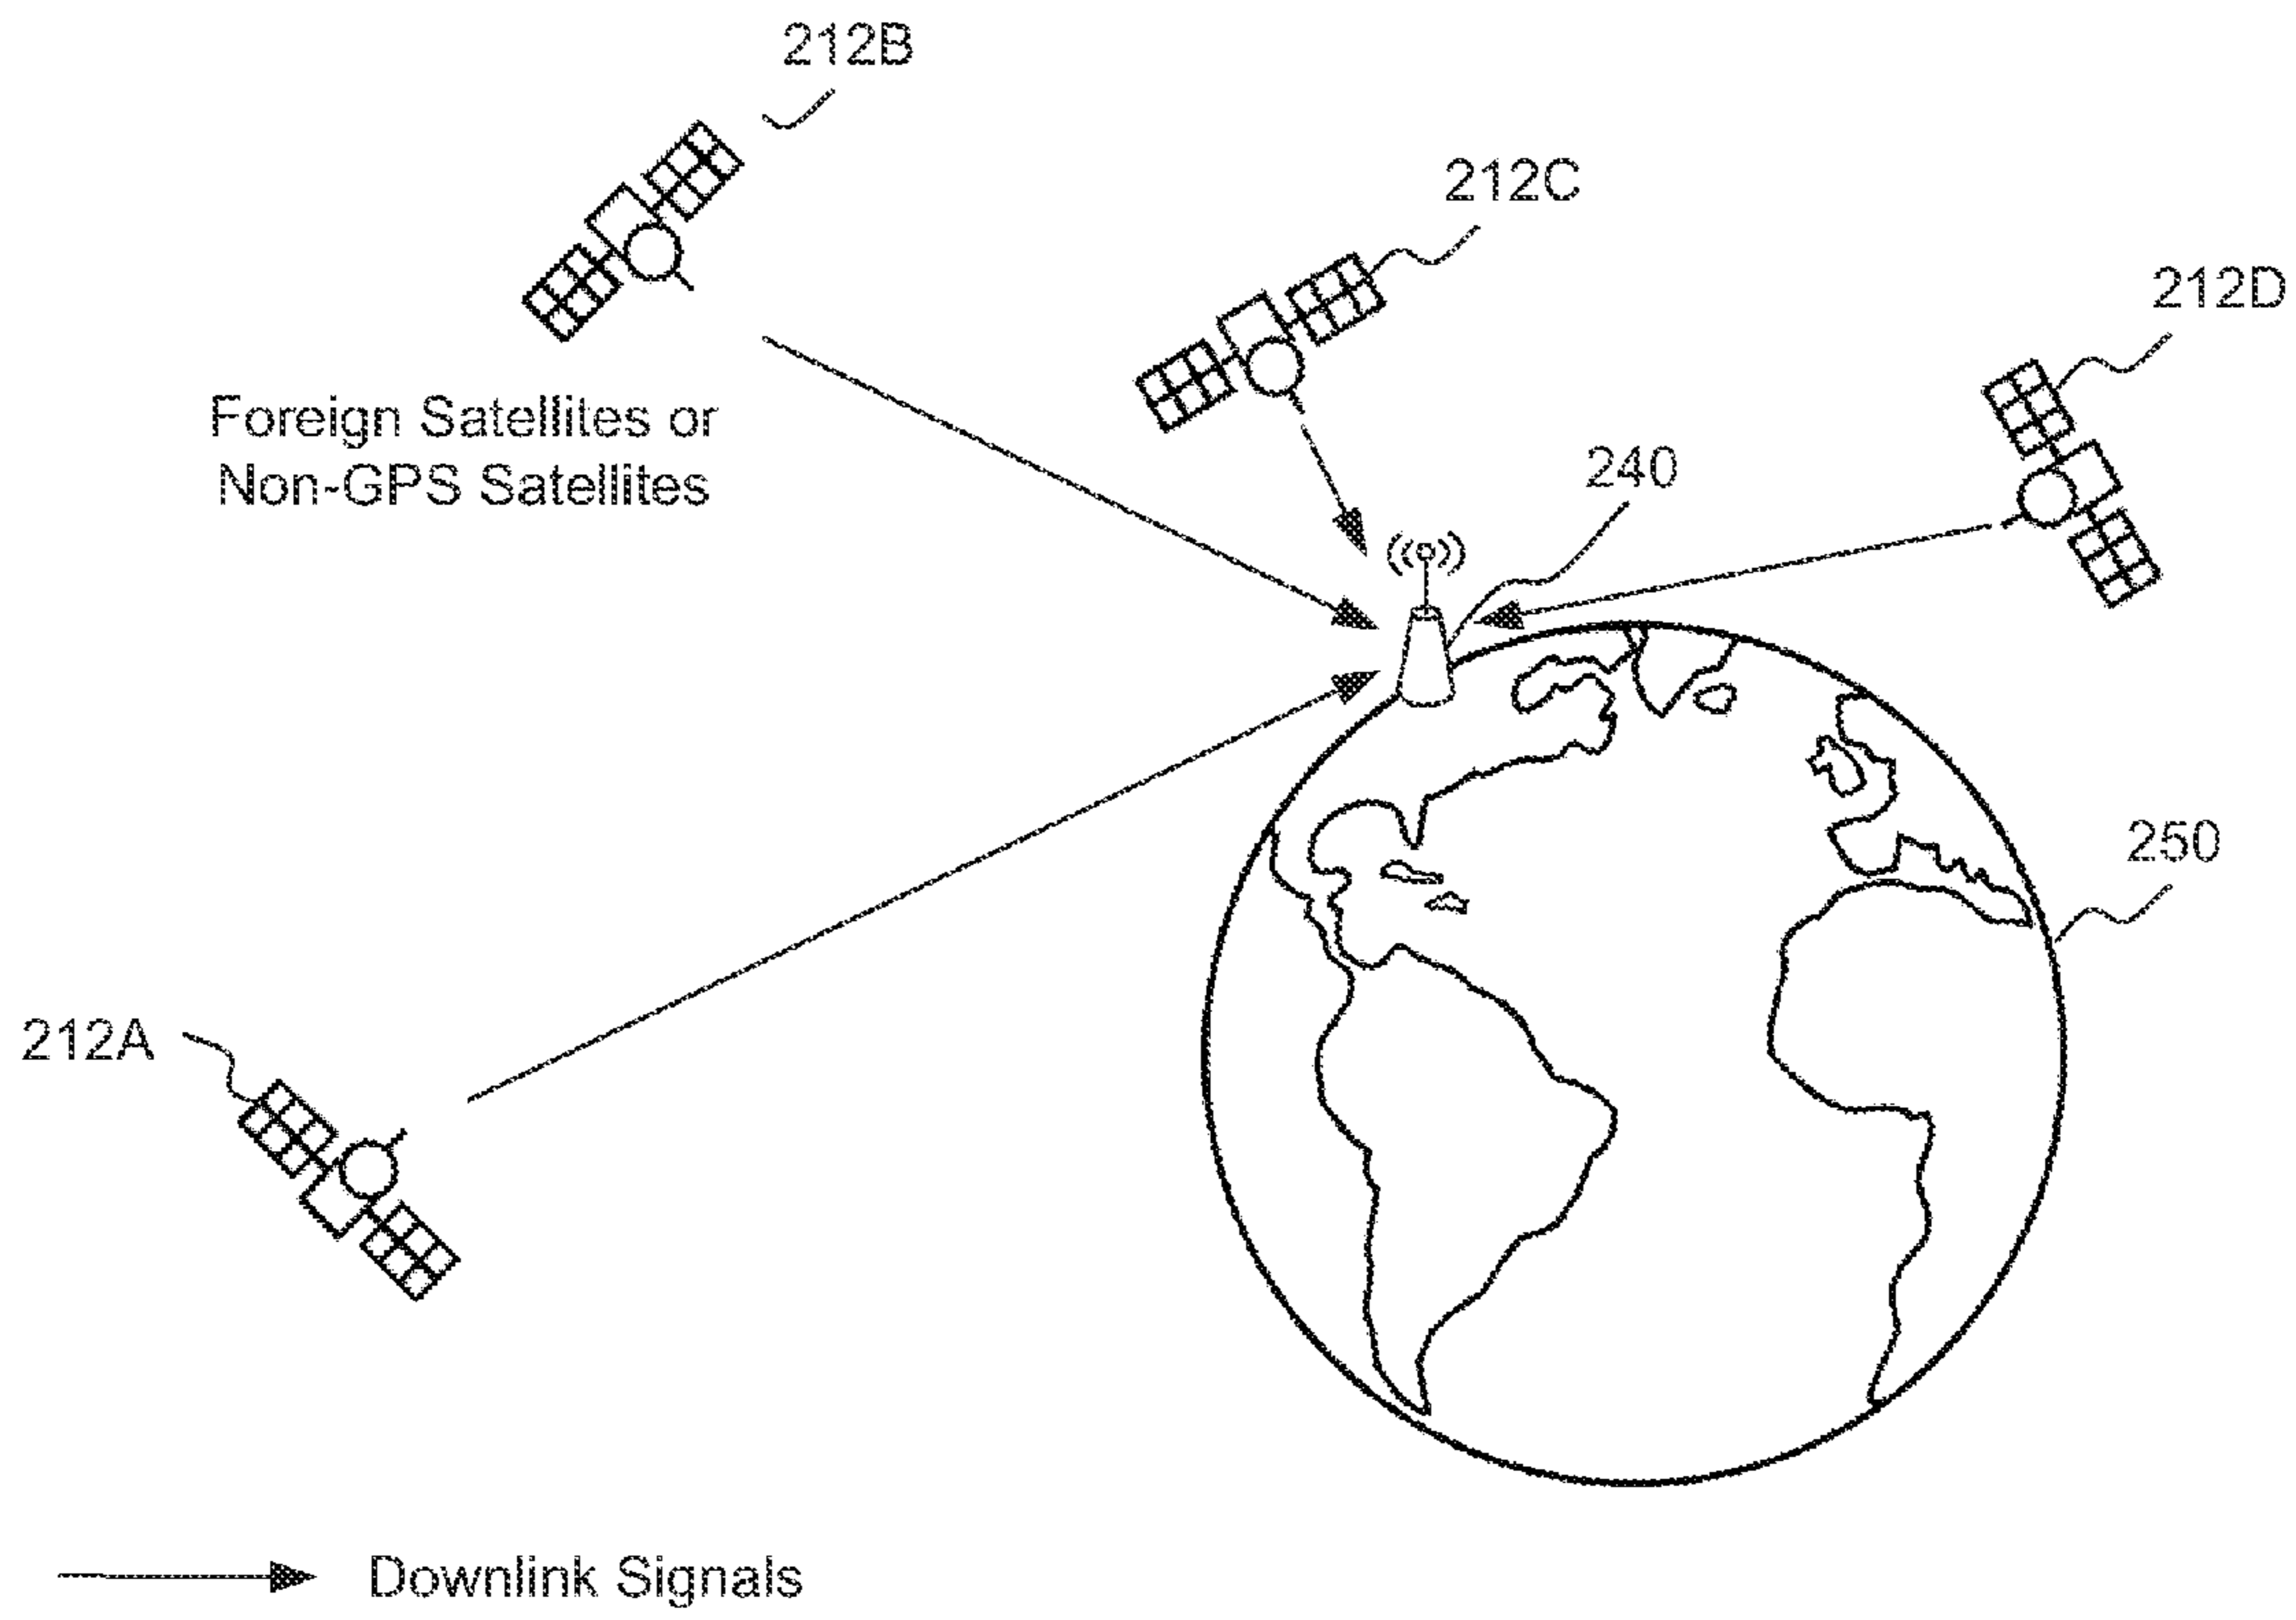 212B
212C
212D
Foreign Satellites or
Non-GPS Satellites
240
250
212A
Downlink Signals